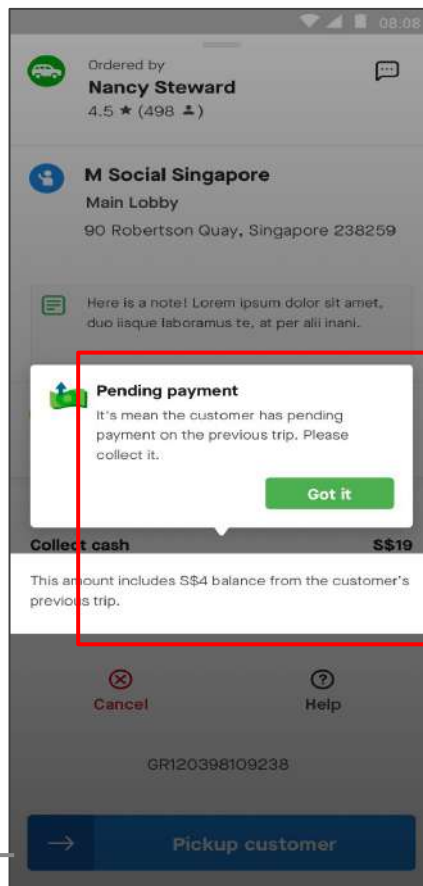 08:08
Ordered by
Nancy Steward
4.5 ★ (498 👤)
M Social Singapore
Main Lobby
90 Robertson Quay, Singapore 238259
Here is a note! Lorem ipsum dolor sit amet,
duo iisque laboramus te, at per alii inani.
Pending payment
It's mean the customer has pending
payment on the previous trip. Please
collect it.
Got it
Collect cash S$19
This amount includes S$4 balance from the customer's
previous trip.
Cancel Help
GR120398109238
Pickup customer